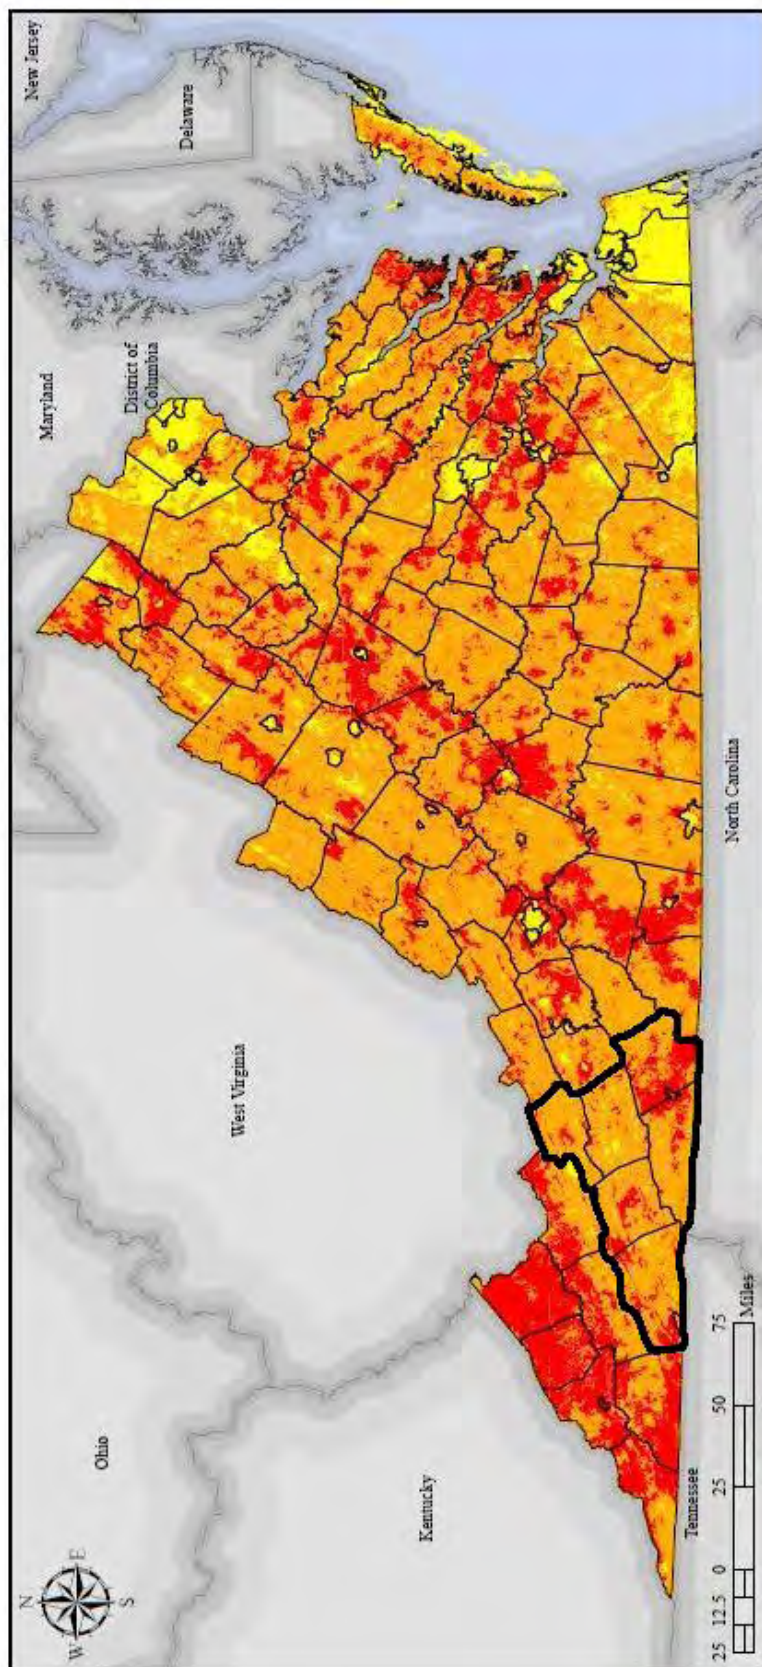 New Jersey
Delaware
Maryland
District of
Columbia
Ohio
West Virginia
Kentucky
Tennessee
North Carolina
N
W
E
S
25 12.5 0 25 50 75
Miles